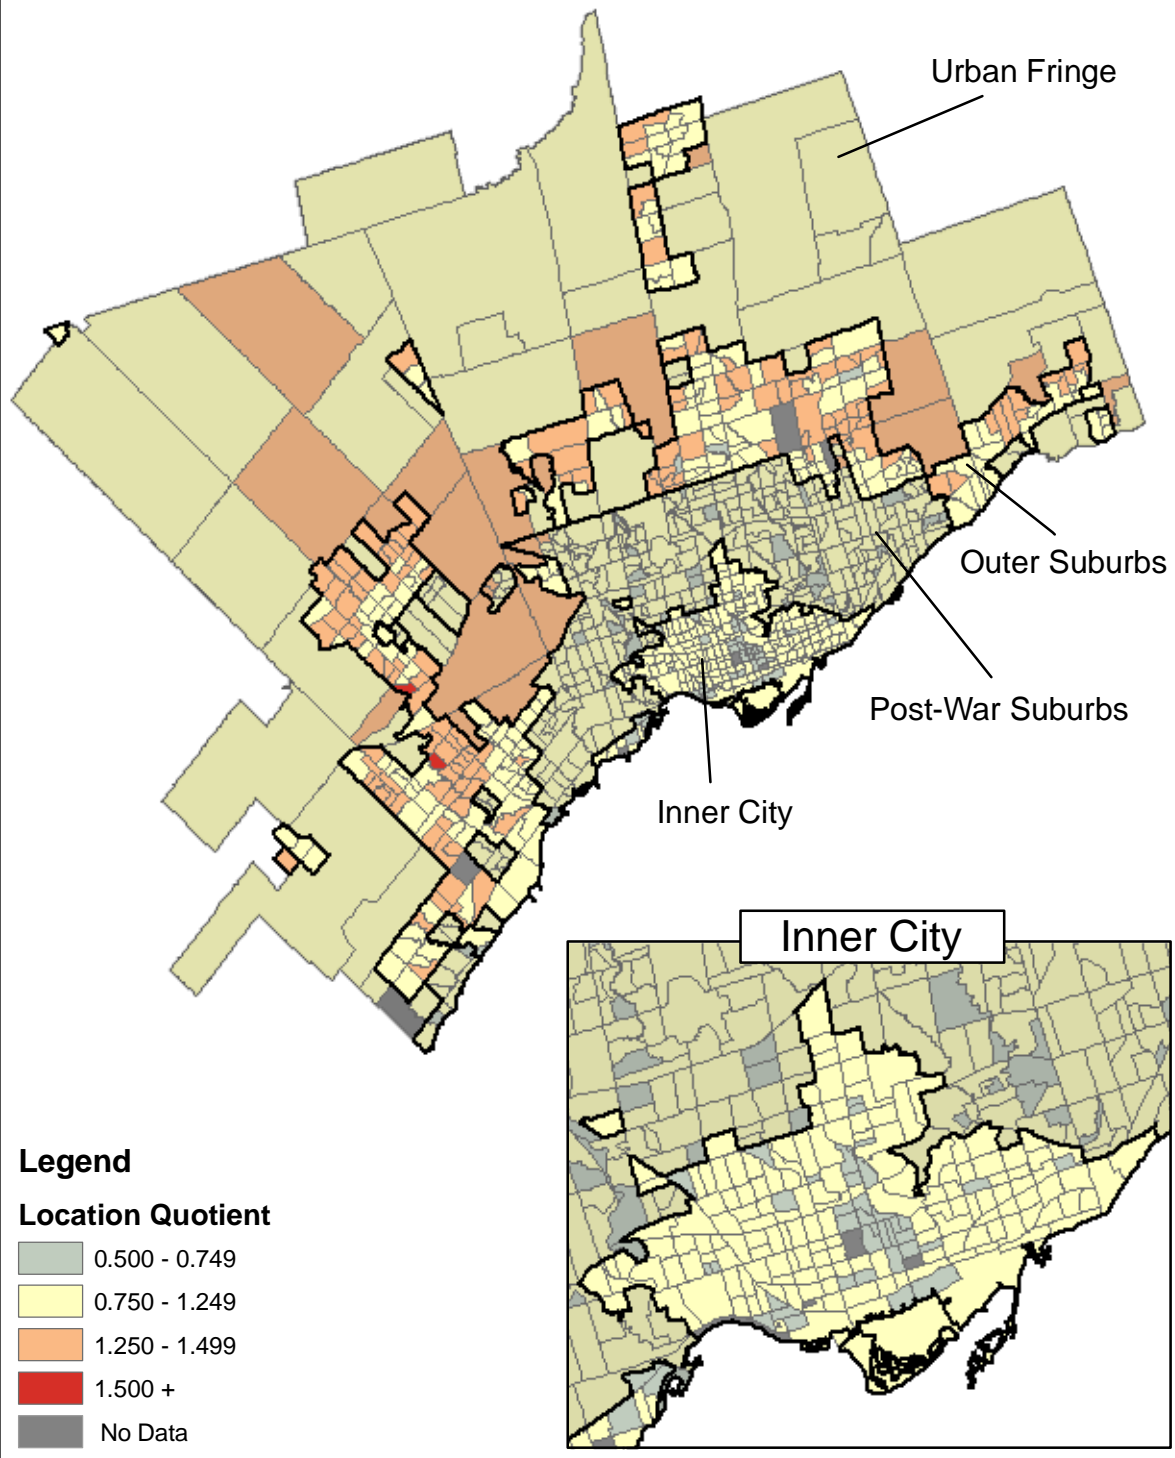 Urban Fringe
Outer Suburbs
Post-War Suburbs
Inner City
Inner City
Legend
Location Quotient
0.500 - 0.749
0.750 - 1.249
1.250 - 1.499
1.500 +
No Data